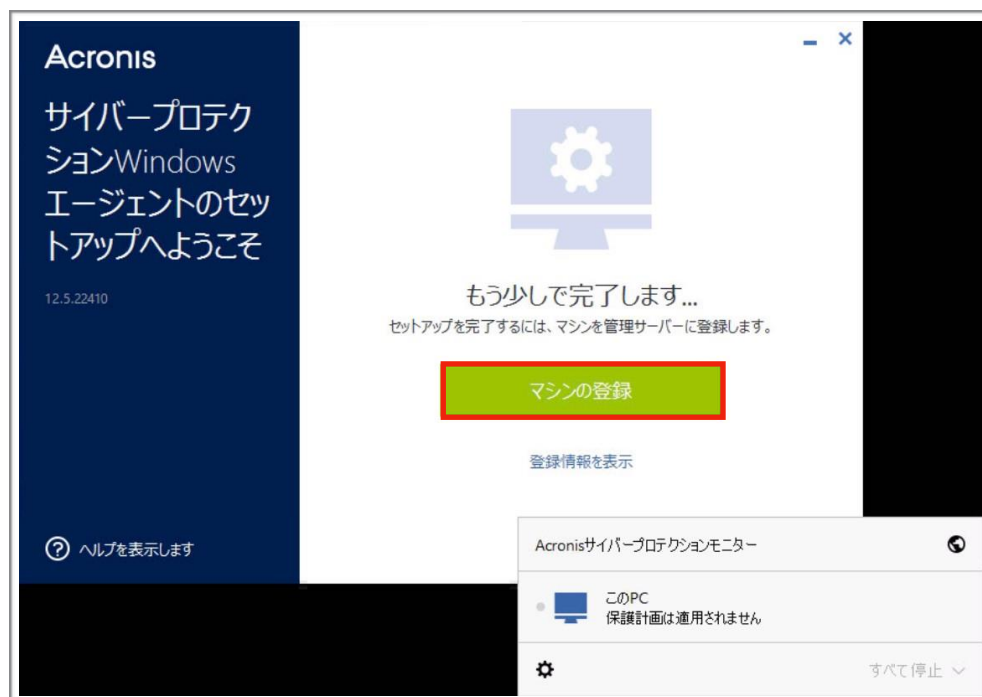 Acronis
サイバープロテク
ションWindows
エージェントのセッ
トアップへようこそ
12.5.22410
もう少しで完了します...
セットアップを完了するには、マシンを管理サーバーに登録します。
マシンの登録
登録情報を表示
ヘルプを表示します
Acronisサイバープロテクションモニター
このPC
保護計画は適用されません
すべて停止